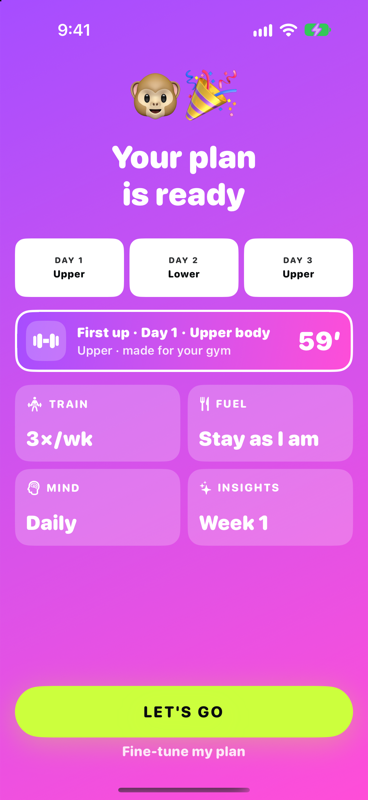 9:41
Your plan
is ready
DAY 1
Upper
DAY 2
Lower
DAY 3
Upper
First up · Day 1 · Upper body
Upper · made for your gym
59′
TRAIN
3×/wk
FUEL
Stay as I am
MIND
Daily
INSIGHTS
Week 1
LET'S GO
Fine-tune my plan